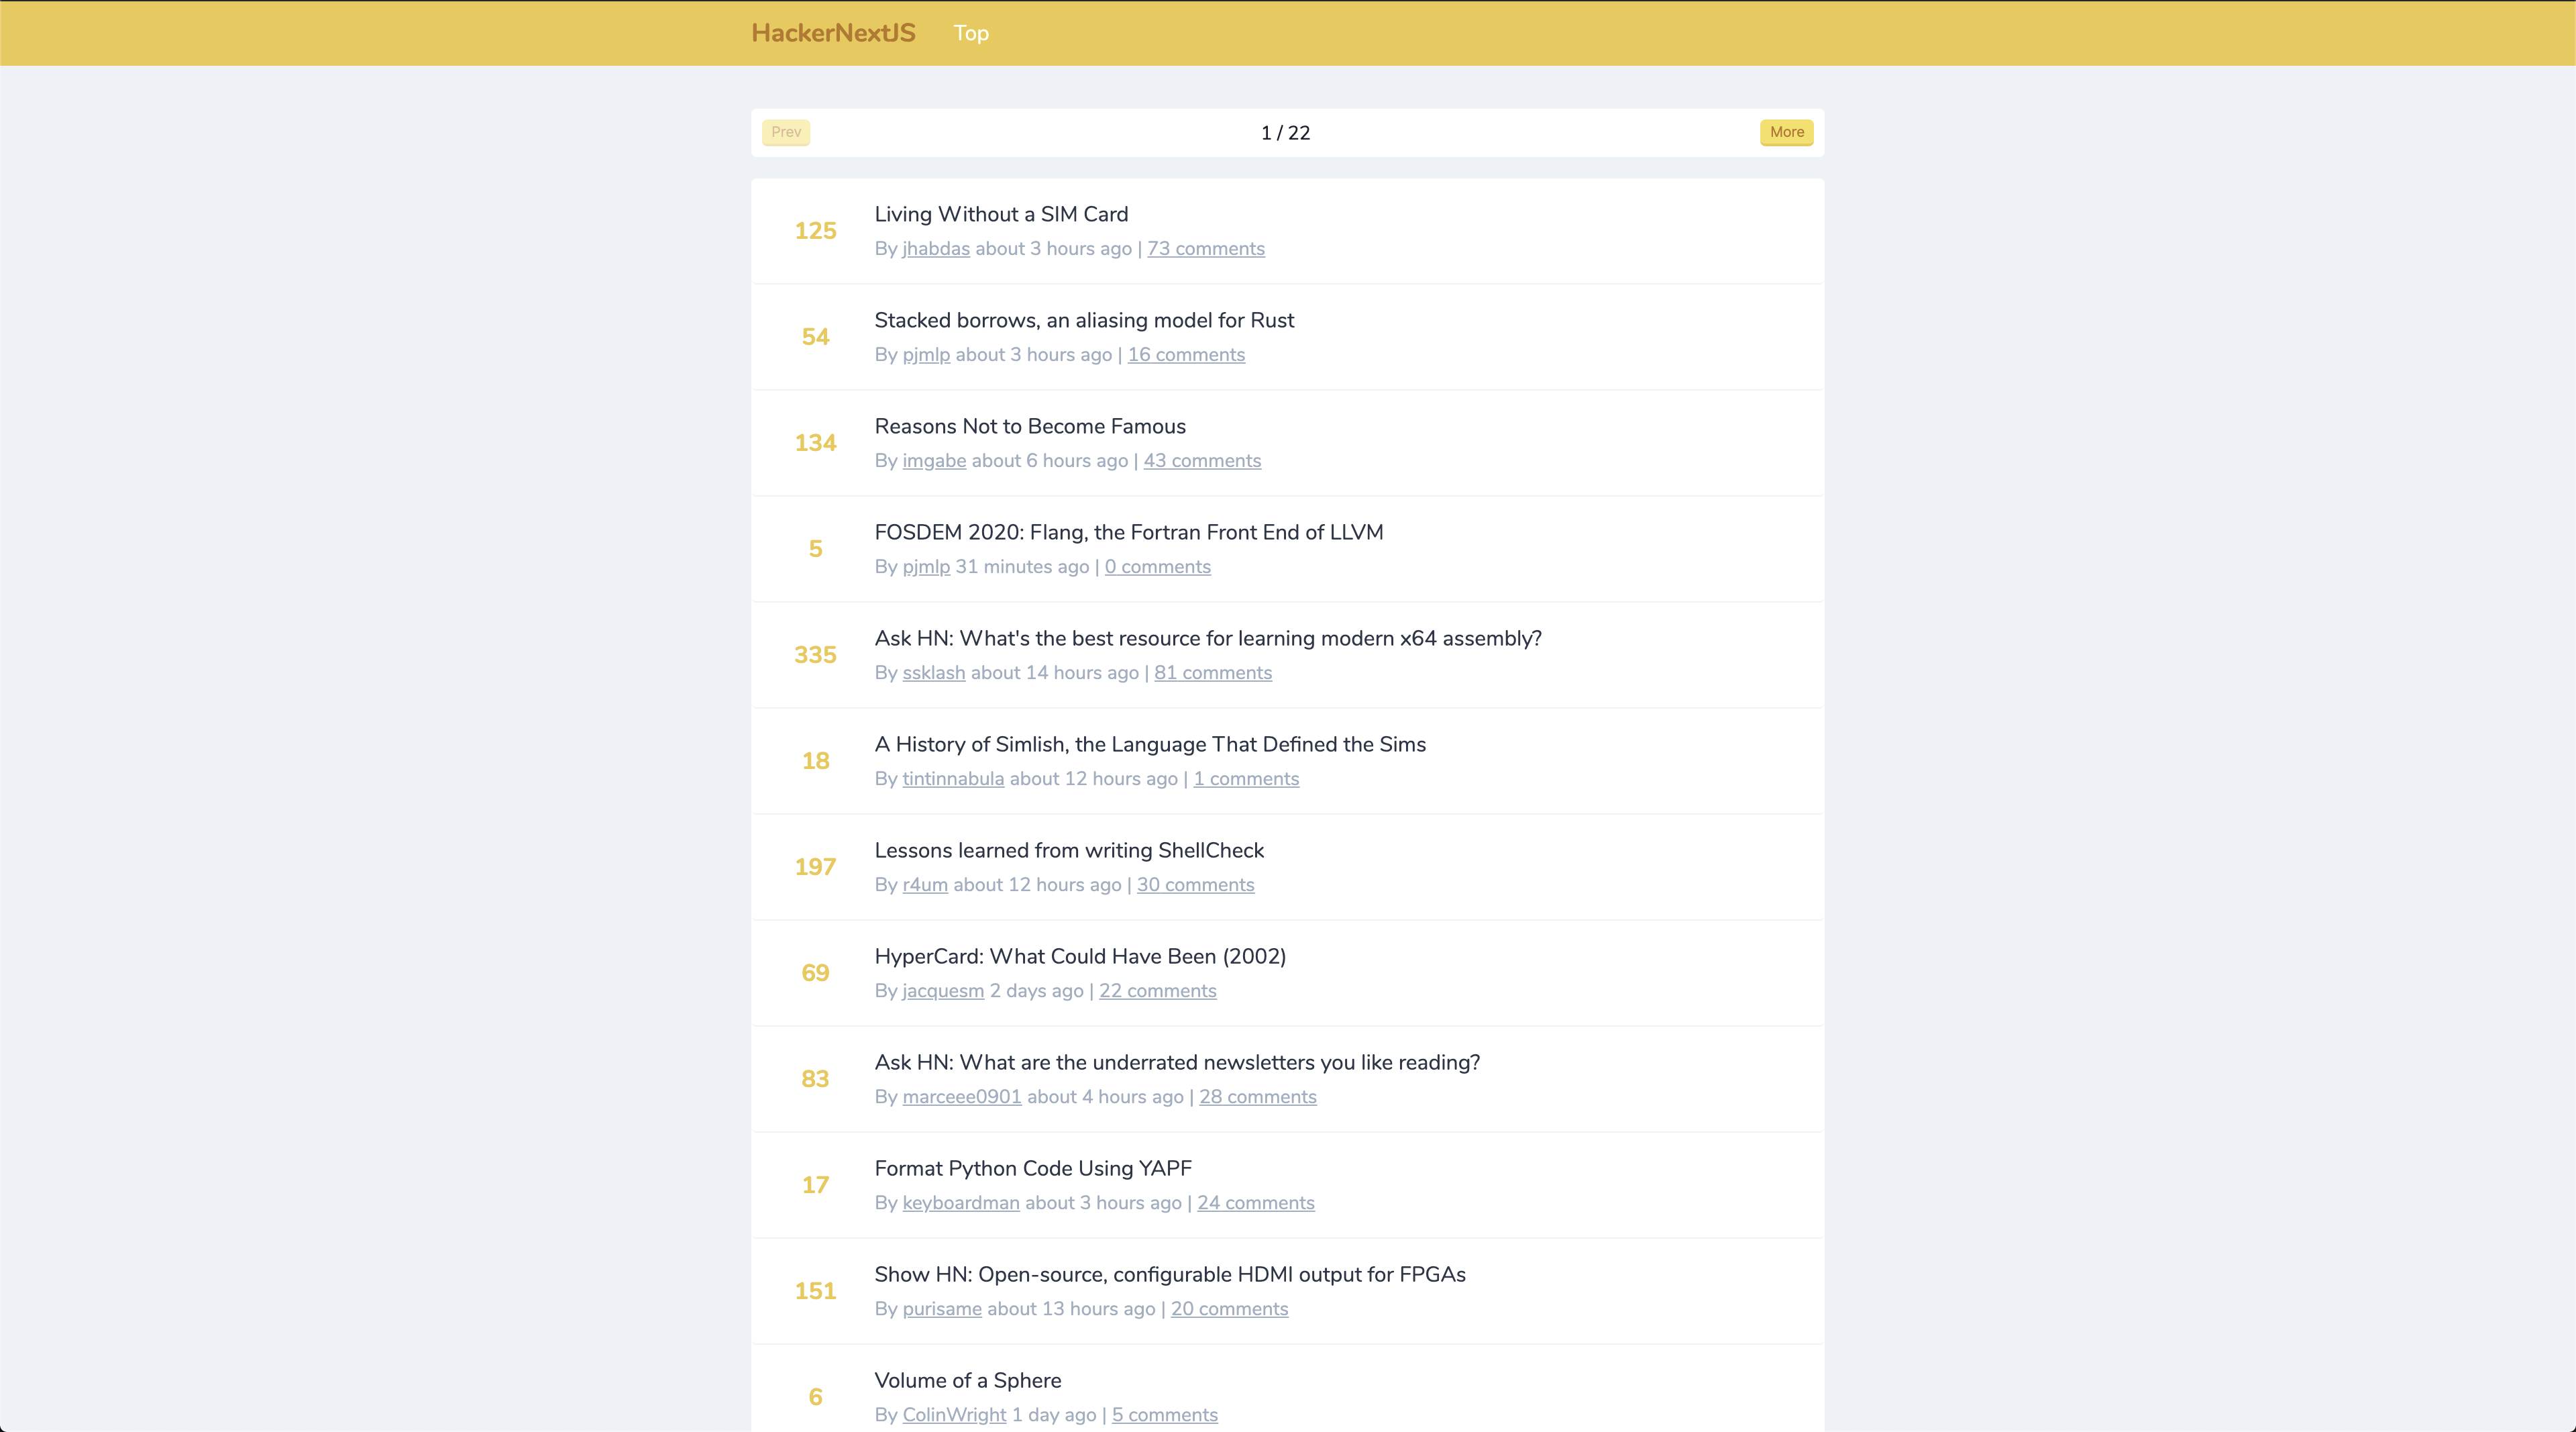 HackerNextJS Top
Prev 1 / 22 More
125
Living Without a SIM Card
By jhabdas about 3 hours ago | 73 comments
54
Stacked borrows, an aliasing model for Rust
By pjmlp about 3 hours ago | 16 comments
134
Reasons Not to Become Famous
By imgabe about 6 hours ago | 43 comments
5
FOSDEM 2020: Flang, the Fortran Front End of LLVM
By pjmlp 31 minutes ago | 0 comments
335
Ask HN: What's the best resource for learning modern x64 assembly?
By ssklash about 14 hours ago | 81 comments
18
A History of Simlish, the Language That Defined the Sims
By tintinnabula about 12 hours ago | 1 comments
197
Lessons learned from writing ShellCheck
By r4um about 12 hours ago | 30 comments
69
HyperCard: What Could Have Been (2002)
By jacquesm 2 days ago | 22 comments
83
Ask HN: What are the underrated newsletters you like reading?
By marceee0901 about 4 hours ago | 28 comments
17
Format Python Code Using YAPF
By keyboardman about 3 hours ago | 24 comments
151
Show HN: Open-source, configurable HDMI output for FPGAs
By purisame about 13 hours ago | 20 comments
6
Volume of a Sphere
By ColinWright 1 day ago | 5 comments